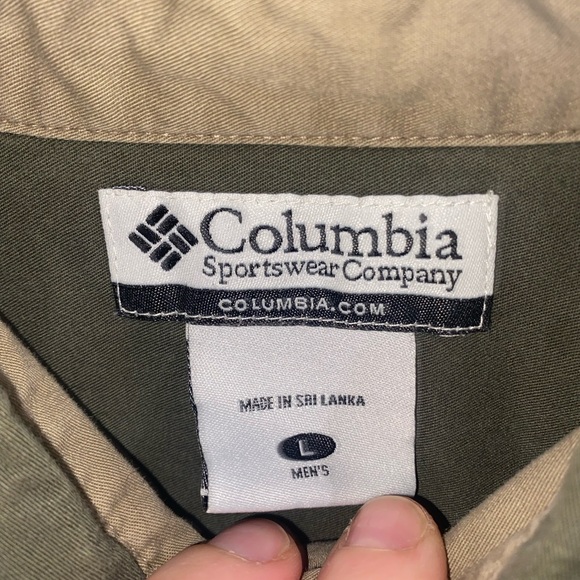 Columbia
Sportswear Company
COLUMBIA.COM
MADE IN SRI LANKA
L
MEN'S